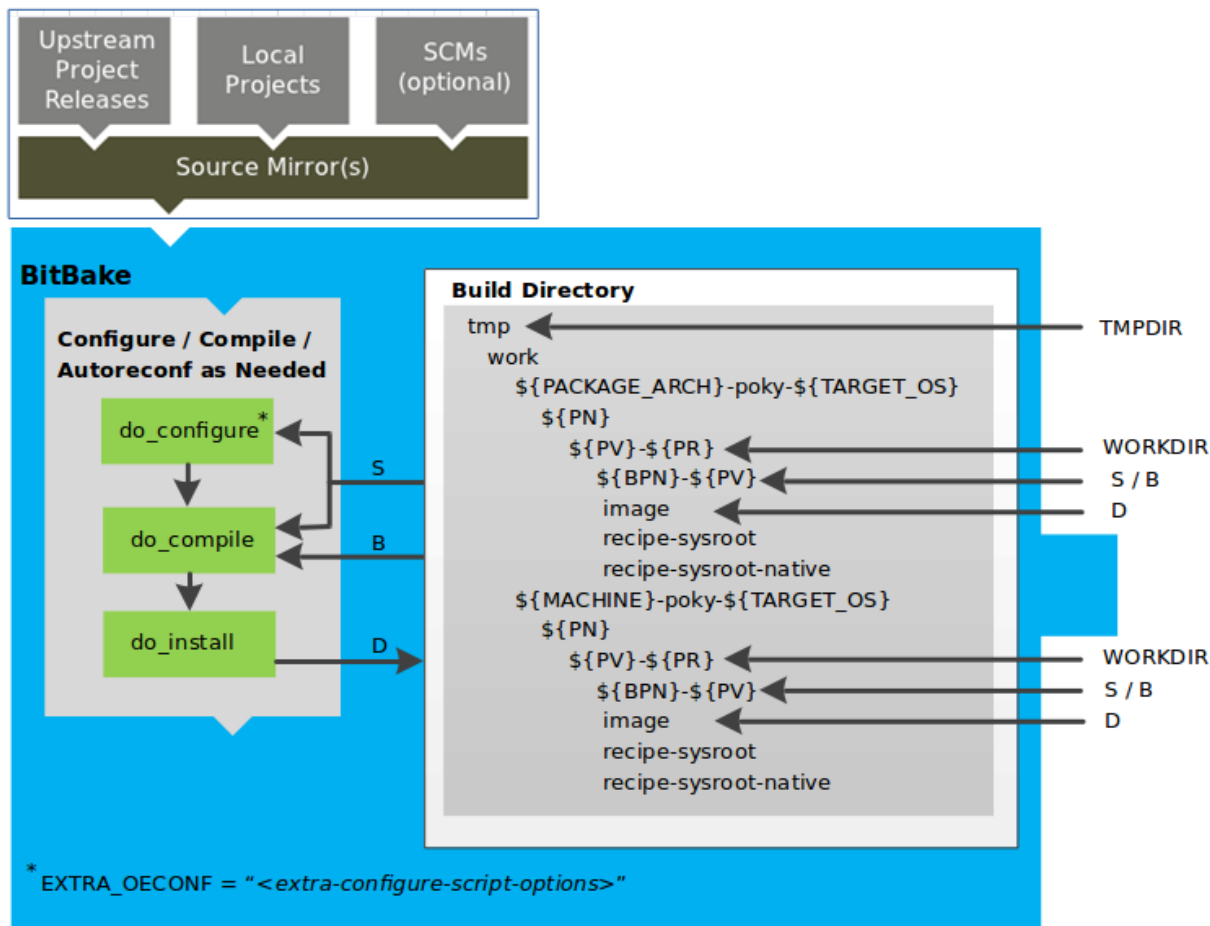 Upstream
Project
Releases
Local
Projects
SCMs
(optional)
Source Mirror(s)
BitBake
Configure / Compile /
Autoreconf as Needed
do_configure*
do_compile
do_install
S
B
D
Build Directory
tmp
work
${PACKAGE_ARCH}-poky-${TARGET_OS}
${PN}
${PV}-${PR}
${BPN}-${PV}
image
recipe-sysroot
recipe-sysroot-native
${MACHINE}-poky-${TARGET_OS}
${PN}
${PV}-${PR}
${BPN}-${PV}
image
recipe-sysroot
recipe-sysroot-native
TMPDIR
WORKDIR
S / B
D
WORKDIR
S / B
D
* EXTRA_OECONF = “<extra-configure-script-options>”